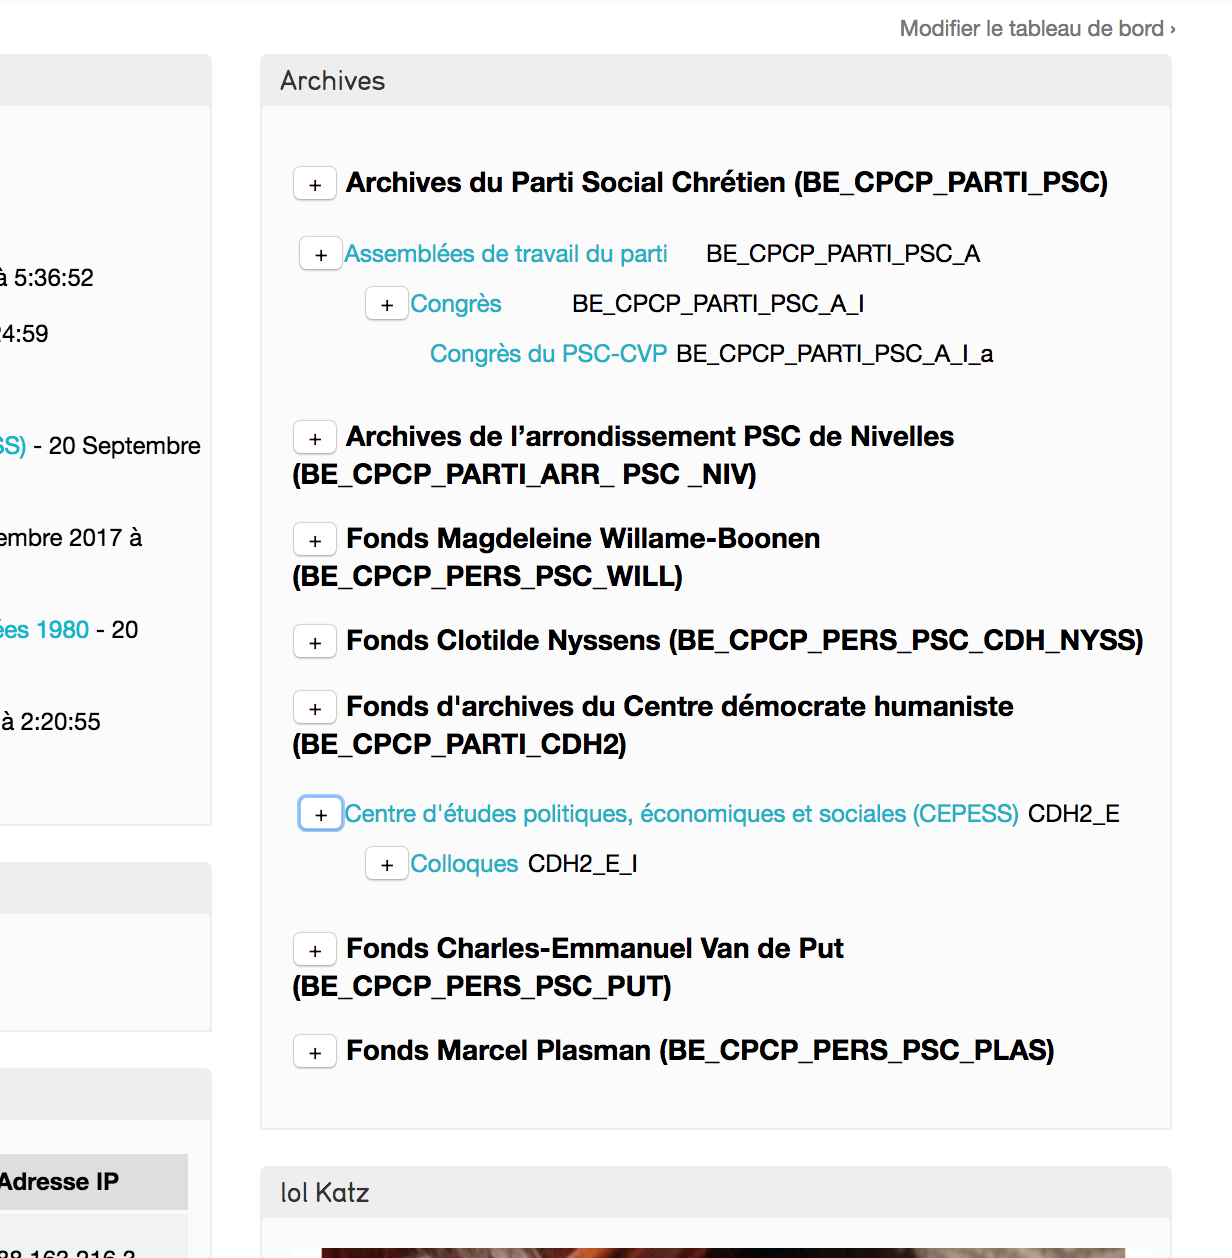 Modifier le tableau de bord ›
à 5:36:52
24:59
SS) - 20 Septembre
embre 2017 à
ées 1980 - 20
à 2:20:55
Adresse IP
Archives
+ Archives du Parti Social Chrétien (BE_CPCP_PARTI_PSC)
+ Assemblées de travail du parti BE_CPCP_PARTI_PSC_A
+ Congrès BE_CPCP_PARTI_PSC_A_I
Congrès du PSC-CVP BE_CPCP_PARTI_PSC_A_I_a
+ Archives de l’arrondissement PSC de Nivelles
(BE_CPCP_PARTI_ARR_ PSC _NIV)
+ Fonds Magdeleine Willame-Boonen
(BE_CPCP_PERS_PSC_WILL)
+ Fonds Clotilde Nyssens (BE_CPCP_PERS_PSC_CDH_NYSS)
+ Fonds d'archives du Centre démocrate humaniste
(BE_CPCP_PARTI_CDH2)
+ Centre d'études politiques, économiques et sociales (CEPESS) CDH2_E
+ Colloques CDH2_E_I
+ Fonds Charles-Emmanuel Van de Put
(BE_CPCP_PERS_PSC_PUT)
+ Fonds Marcel Plasman (BE_CPCP_PERS_PSC_PLAS)
lol Katz